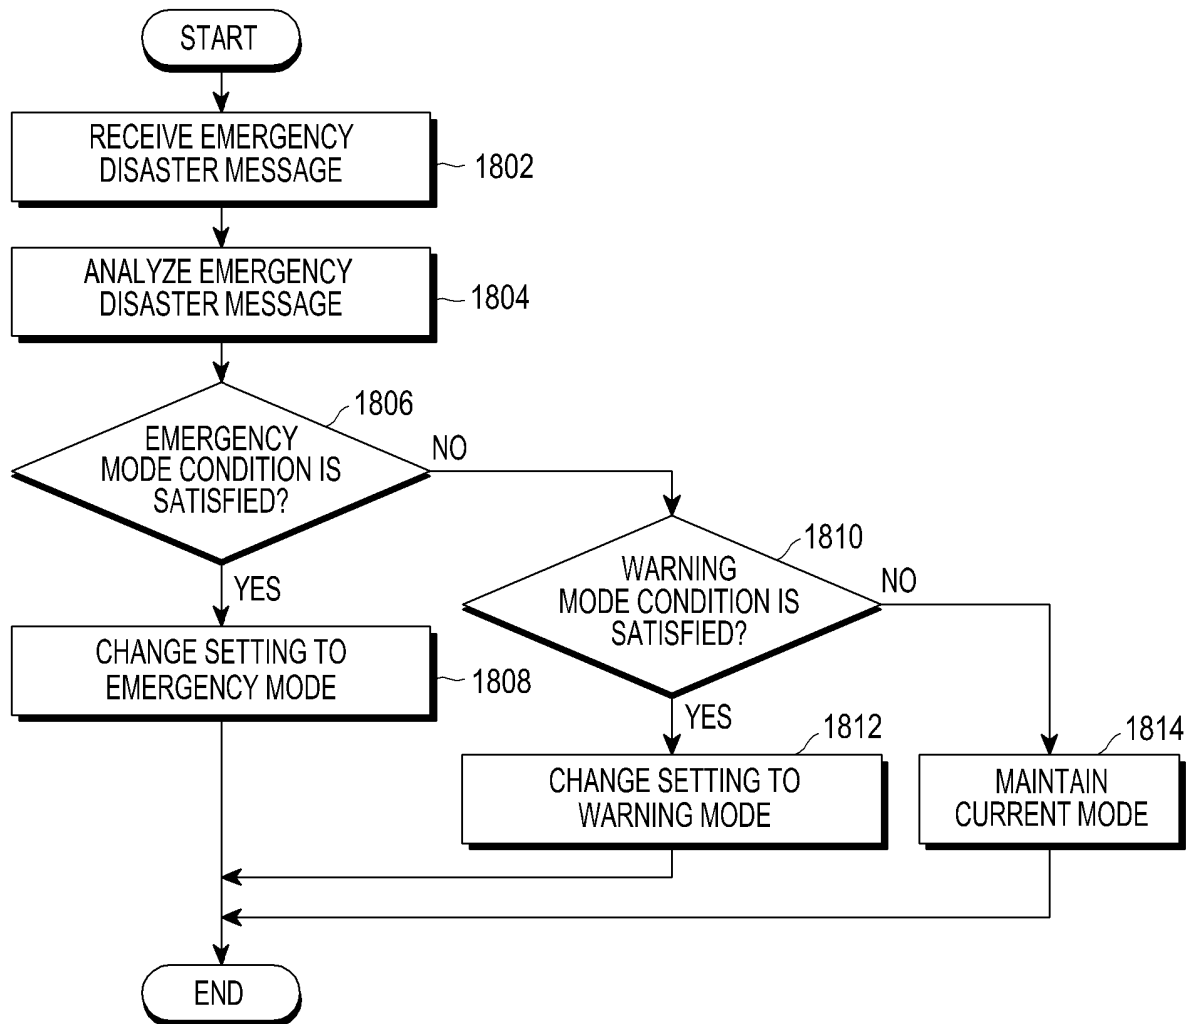 START
RECEIVE EMERGENCY
DISASTER MESSAGE
1802
ANALYZE EMERGENCY
DISASTER MESSAGE
1804
1806
EMERGENCY
MODE CONDITION IS
SATISFIED?
NO
YES
1810
WARNING
MODE CONDITION IS
SATISFIED?
NO
YES
CHANGE SETTING TO
EMERGENCY MODE
1808
1812
CHANGE SETTING TO
WARNING MODE
1814
MAINTAIN
CURRENT MODE
END